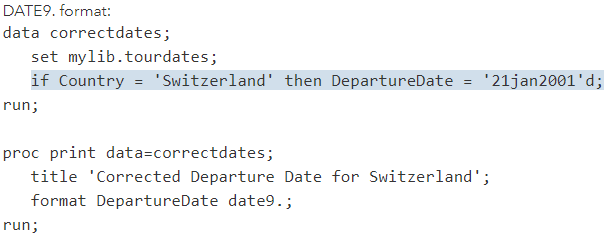 DATE9. format:
data correctdates;
   set mylib.tourdates;
   if Country = 'Switzerland' then DepartureDate = '21jan2001'd;
run;

proc print data=correctdates;
   title 'Corrected Departure Date for Switzerland';
   format DepartureDate date9.;
run;